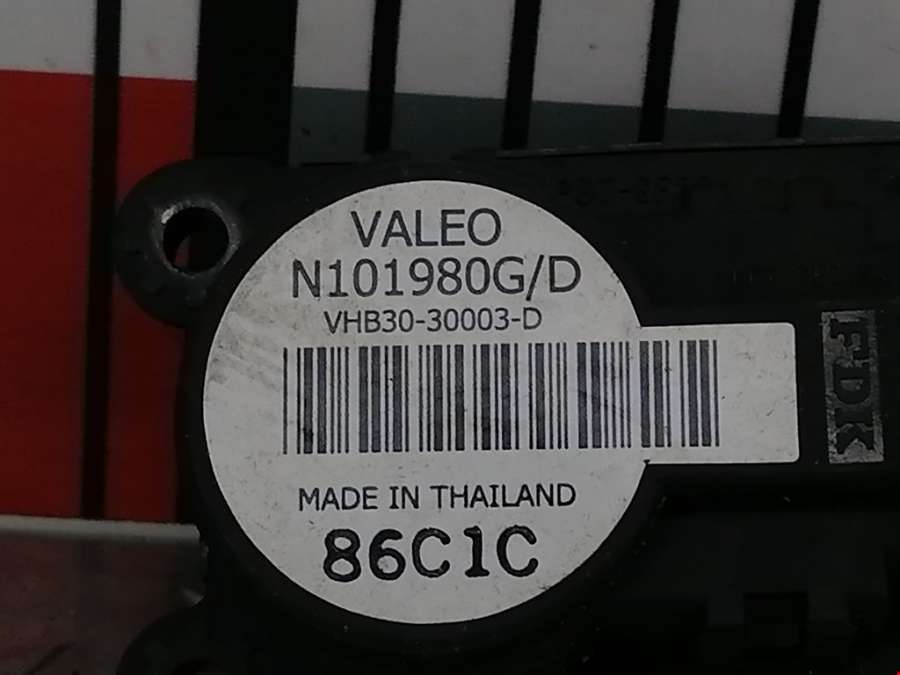 VALEO
N101980G/D
VHB30-30003-D
MADE IN THAILAND
86C1C
FDK